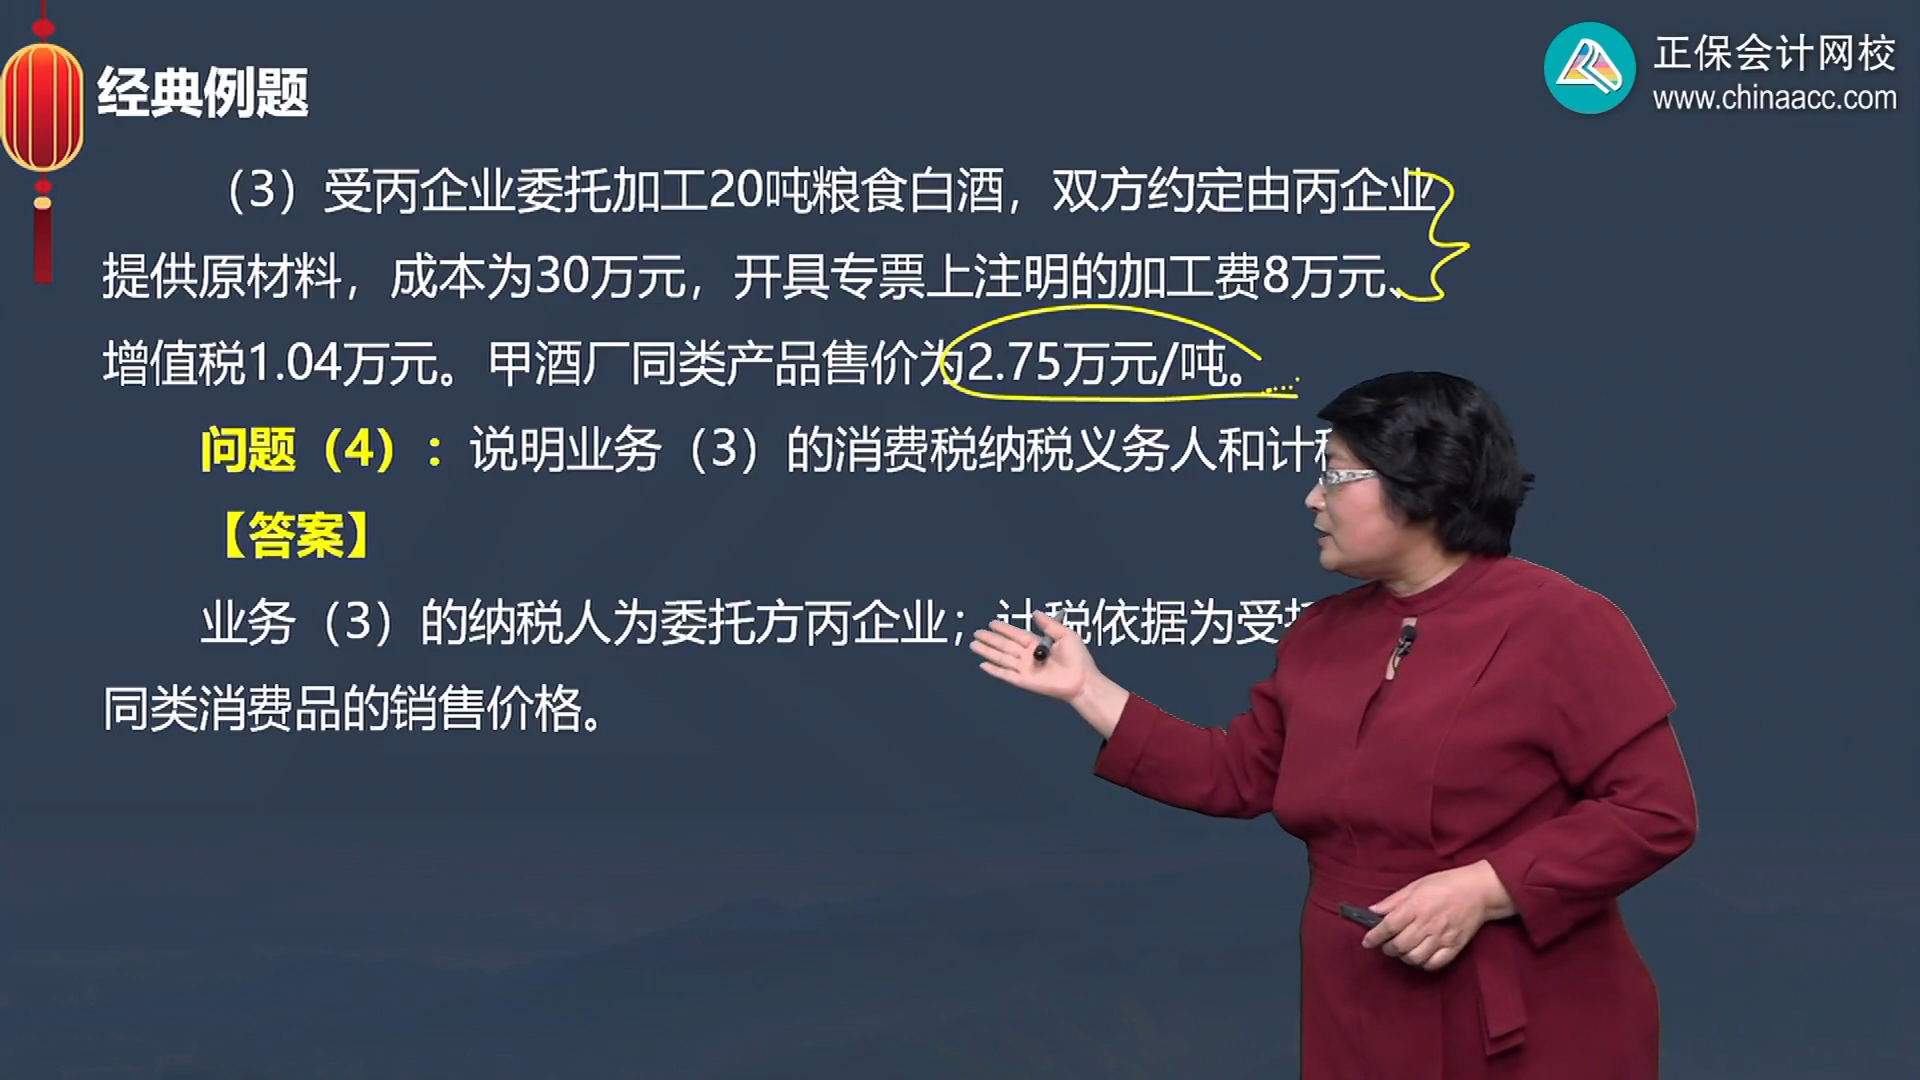 经典例题
正保会计网校
www.chinaacc.com
（3）受丙企业委托加工20吨粮食白酒，双方约定由丙企业
提供原材料，成本为30万元，开具专票上注明的加工费8万元、
增值税1.04万元。甲酒厂同类产品售价为2.75万元/吨。
问题（4）：说明业务（3）的消费税纳税义务人和计
【答案】
业务（3）的纳税人为委托方丙企业；计税依据为受
同类消费品的销售价格。